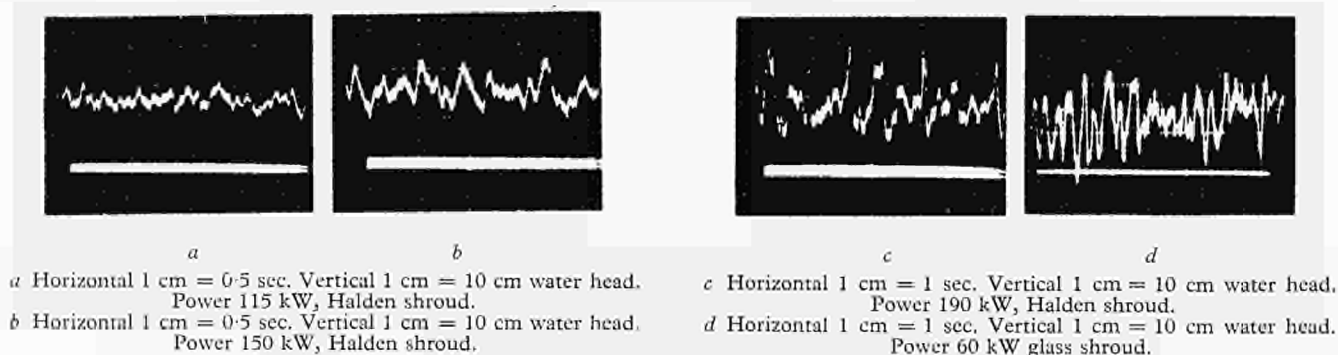 a
b
a Horizontal 1 cm = 0·5 sec. Vertical 1 cm = 10 cm water head.
Power 115 kW, Halden shroud.
b Horizontal 1 cm = 0·5 sec. Vertical 1 cm = 10 cm water head.
Power 150 kW, Halden shroud.
c
d
c Horizontal 1 cm = 1 sec. Vertical 1 cm = 10 cm water head.
Power 190 kW, Halden shroud.
d Horizontal 1 cm = 1 sec. Vertical 1 cm = 10 cm water head.
Power 60 kW glass shroud.